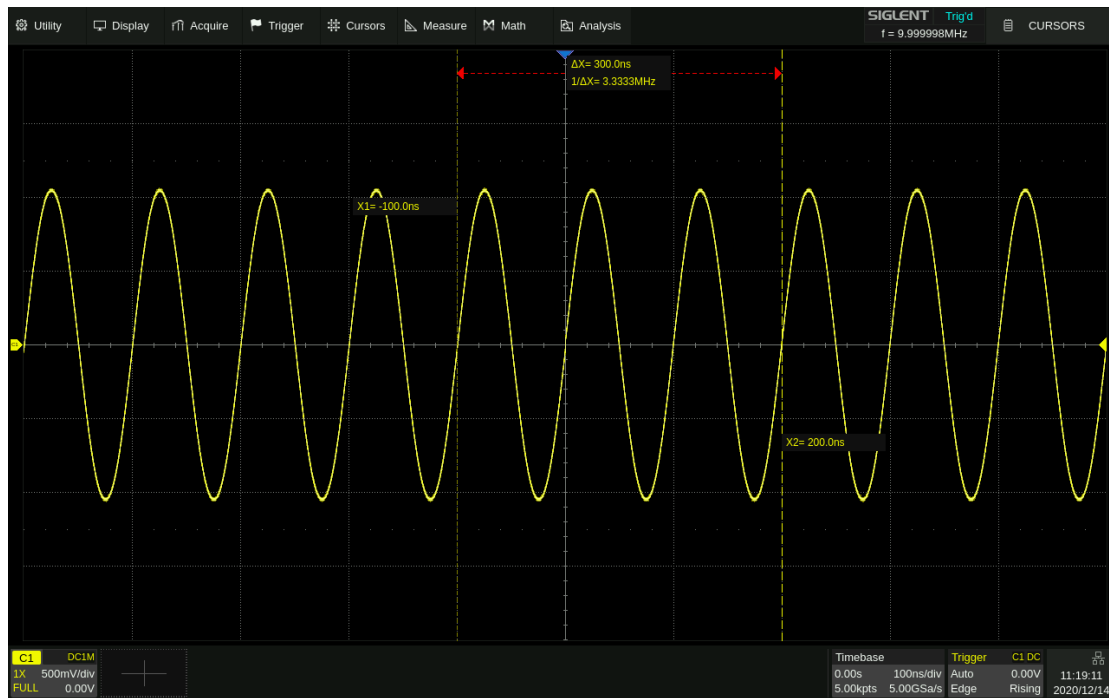 Utility Display Acquire Trigger Cursors Measure Math Analysis SIGLENT Trig'd CURSORS
f = 9.999998MHz
ΔX= 300.0ns
1/ΔX= 3.3333MHz
X1= -100.0ns
X2= 200.0ns
C1 DC1M
1X 500mV/div
FULL 0.00V
Timebase
0.00s 100ns/div
5.00kpts 5.00GSa/s
Trigger C1 DC
Auto 0.00V
Edge Rising
11:19:11
2020/12/14